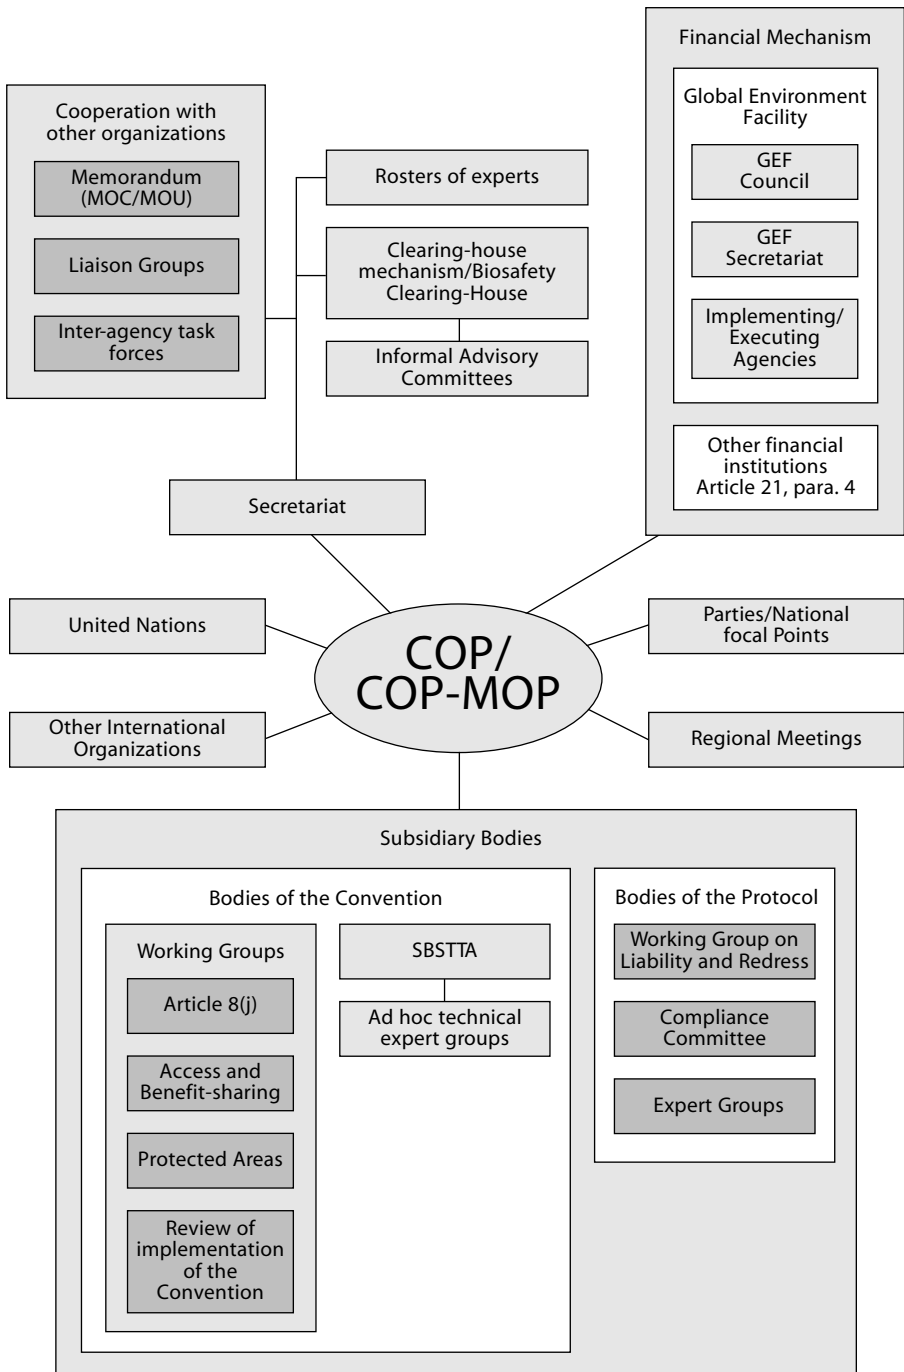 Financial Mechanism
Global Environment
Facility
GEF
Council
GEF
Secretariat
Implementing/
Executing
Agencies
Other financial
institutions
Article 21, para. 4
Cooperation with
other organizations
Memorandum
(MOC/MOU)
Liaison Groups
Inter-agency task
forces
Rosters of experts
Clearing-house
mechanism/Biosafety
Clearing-House
Informal Advisory
Committees
Secretariat
United Nations
Parties/National
focal Points
COP/
COP-MOP
Other International
Organizations
Regional Meetings
Subsidiary Bodies
Bodies of the Convention
Working Groups
Article 8(j)
Access and
Benefit-sharing
Protected Areas
Review of
implementation
of the
Convention
SBSTTA
Ad hoc technical
expert groups
Bodies of the Protocol
Working Group on
Liability and Redress
Compliance
Committee
Expert Groups